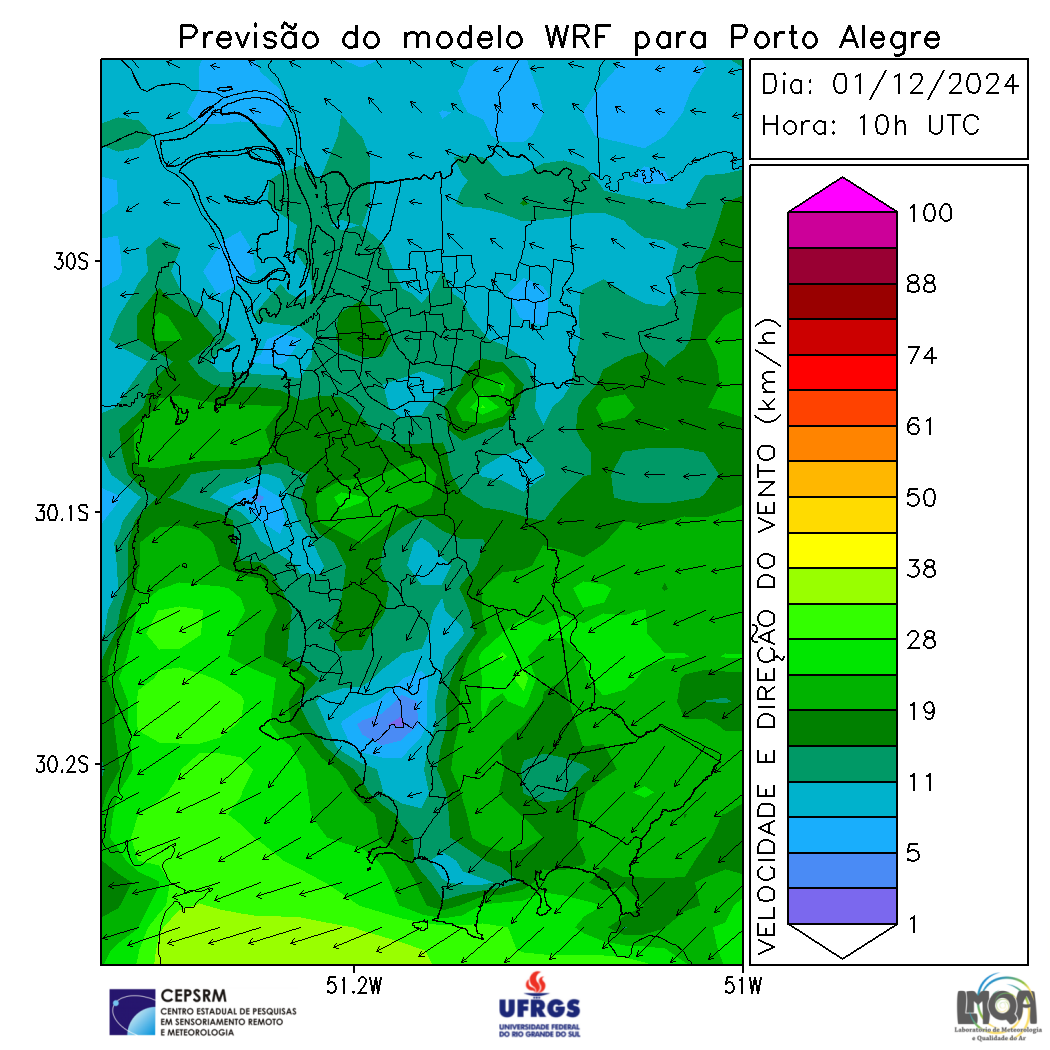 Previsão do modelo WRF para Porto Alegre
Dia: 01/12/2024
Hora: 10h UTC
30S
30.1S
30.2S
51.2W
51W
VELOCIDADE E DIREÇÃO DO VENTO (km/h)
100
88
74
61
50
38
28
19
11
5
1
CEPSRM
CENTRO ESTADUAL DE PESQUISAS
EM SENSORIAMENTO REMOTO
E METEOROLOGIA
UFRGS
UNIVERSIDADE FEDERAL
DO RIO GRANDE DO SUL
LMQA
Laboratório de Meteorologia
e Qualidade do Ar